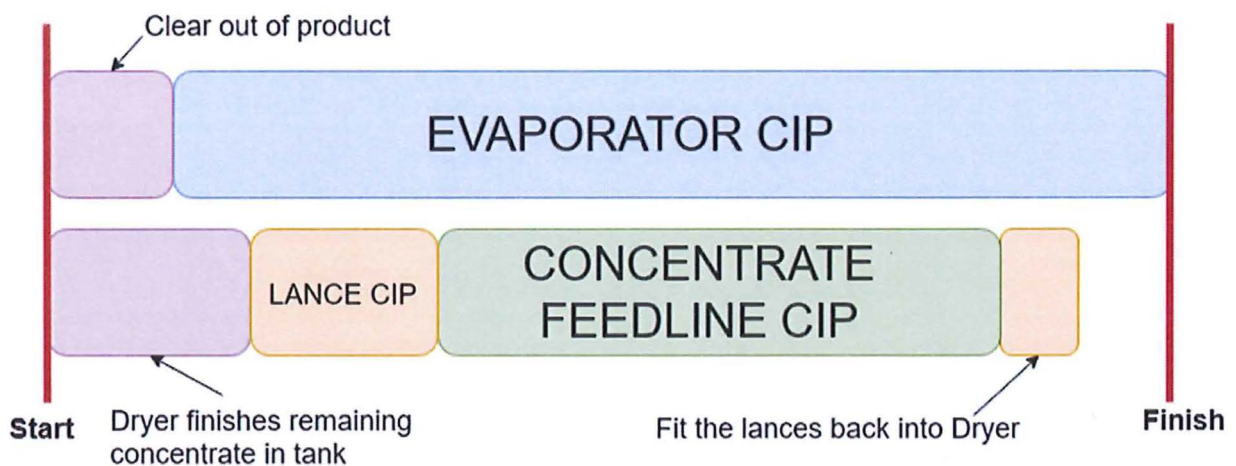 Clear out of product
EVAPORATOR CIP
LANCE CIP
CONCENTRATE
FEEDLINE CIP
Start
Dryer finishes remaining
concentrate in tank
Fit the lances back into Dryer
Finish